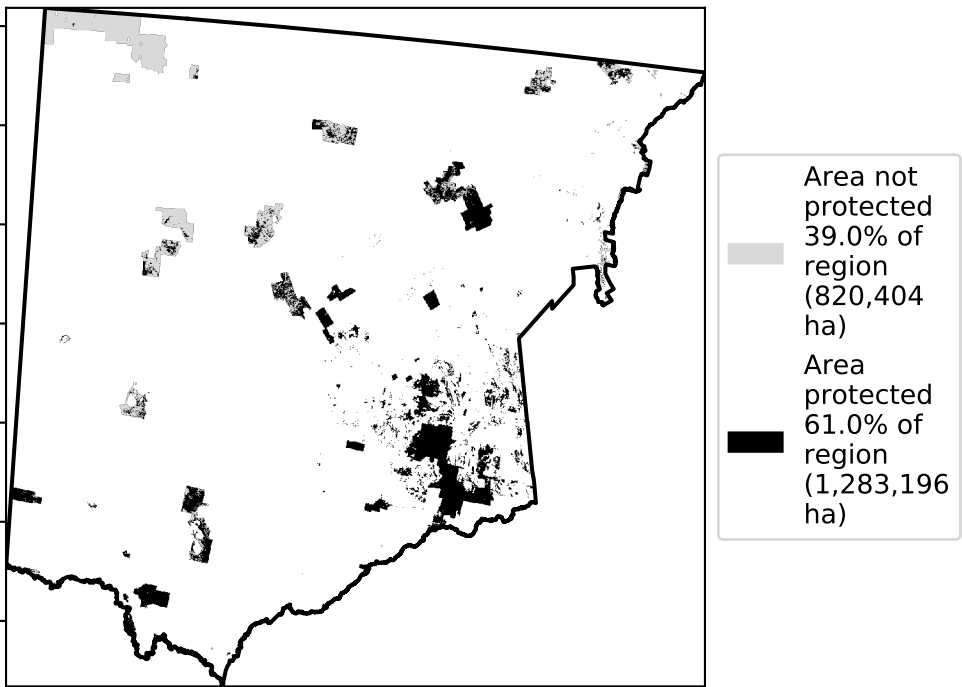 Area not
protected
39.0% of
region
(820,404
ha)
Area
protected
61.0% of
region
(1,283,196
ha)